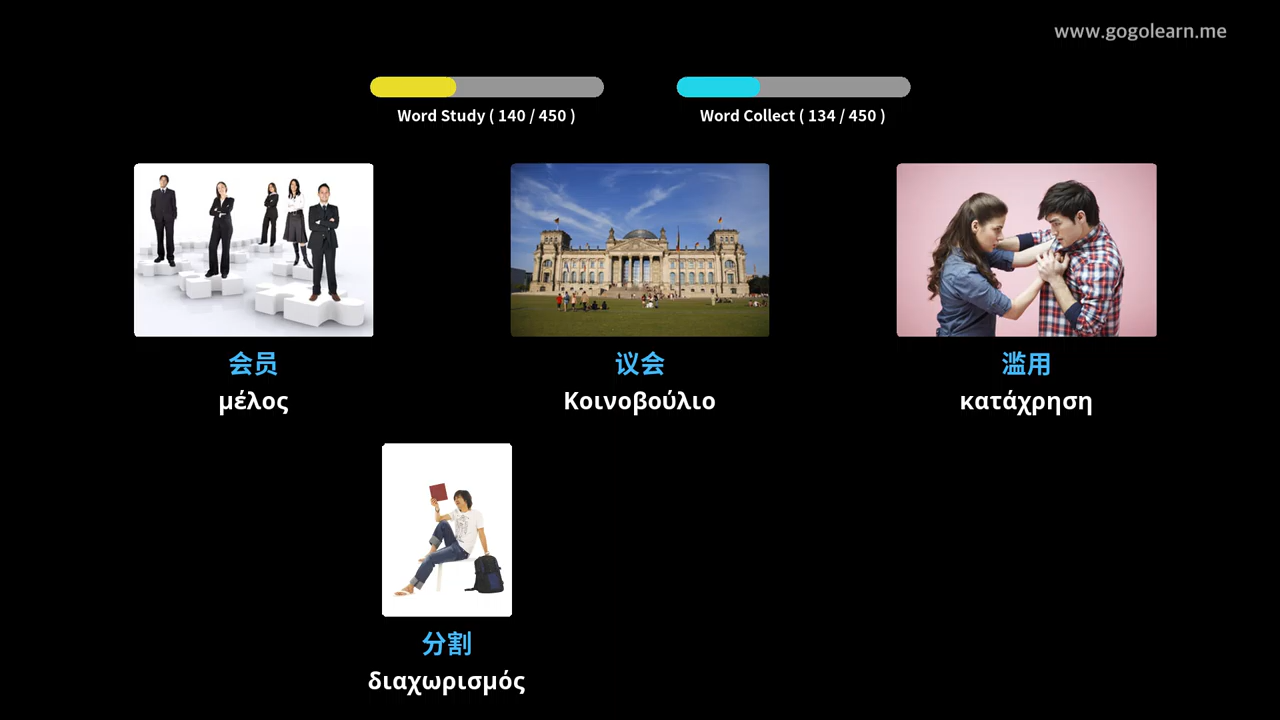 www.gogolearn.me
Word Study ( 140 / 450 )
Word Collect ( 134 / 450 )
会员
μέλος
议会
Κοινοβούλιο
滥用
κατάχρηση
分割
διαχωρισμός